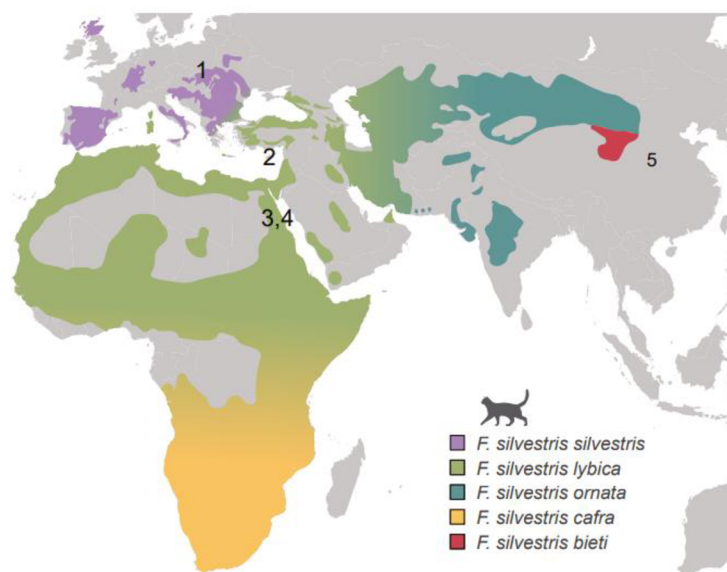 1
2
3,4
5
F. silvestris silvestris
F. silvestris lybica
F. silvestris ornata
F. silvestris cafra
F. silvestris bieti